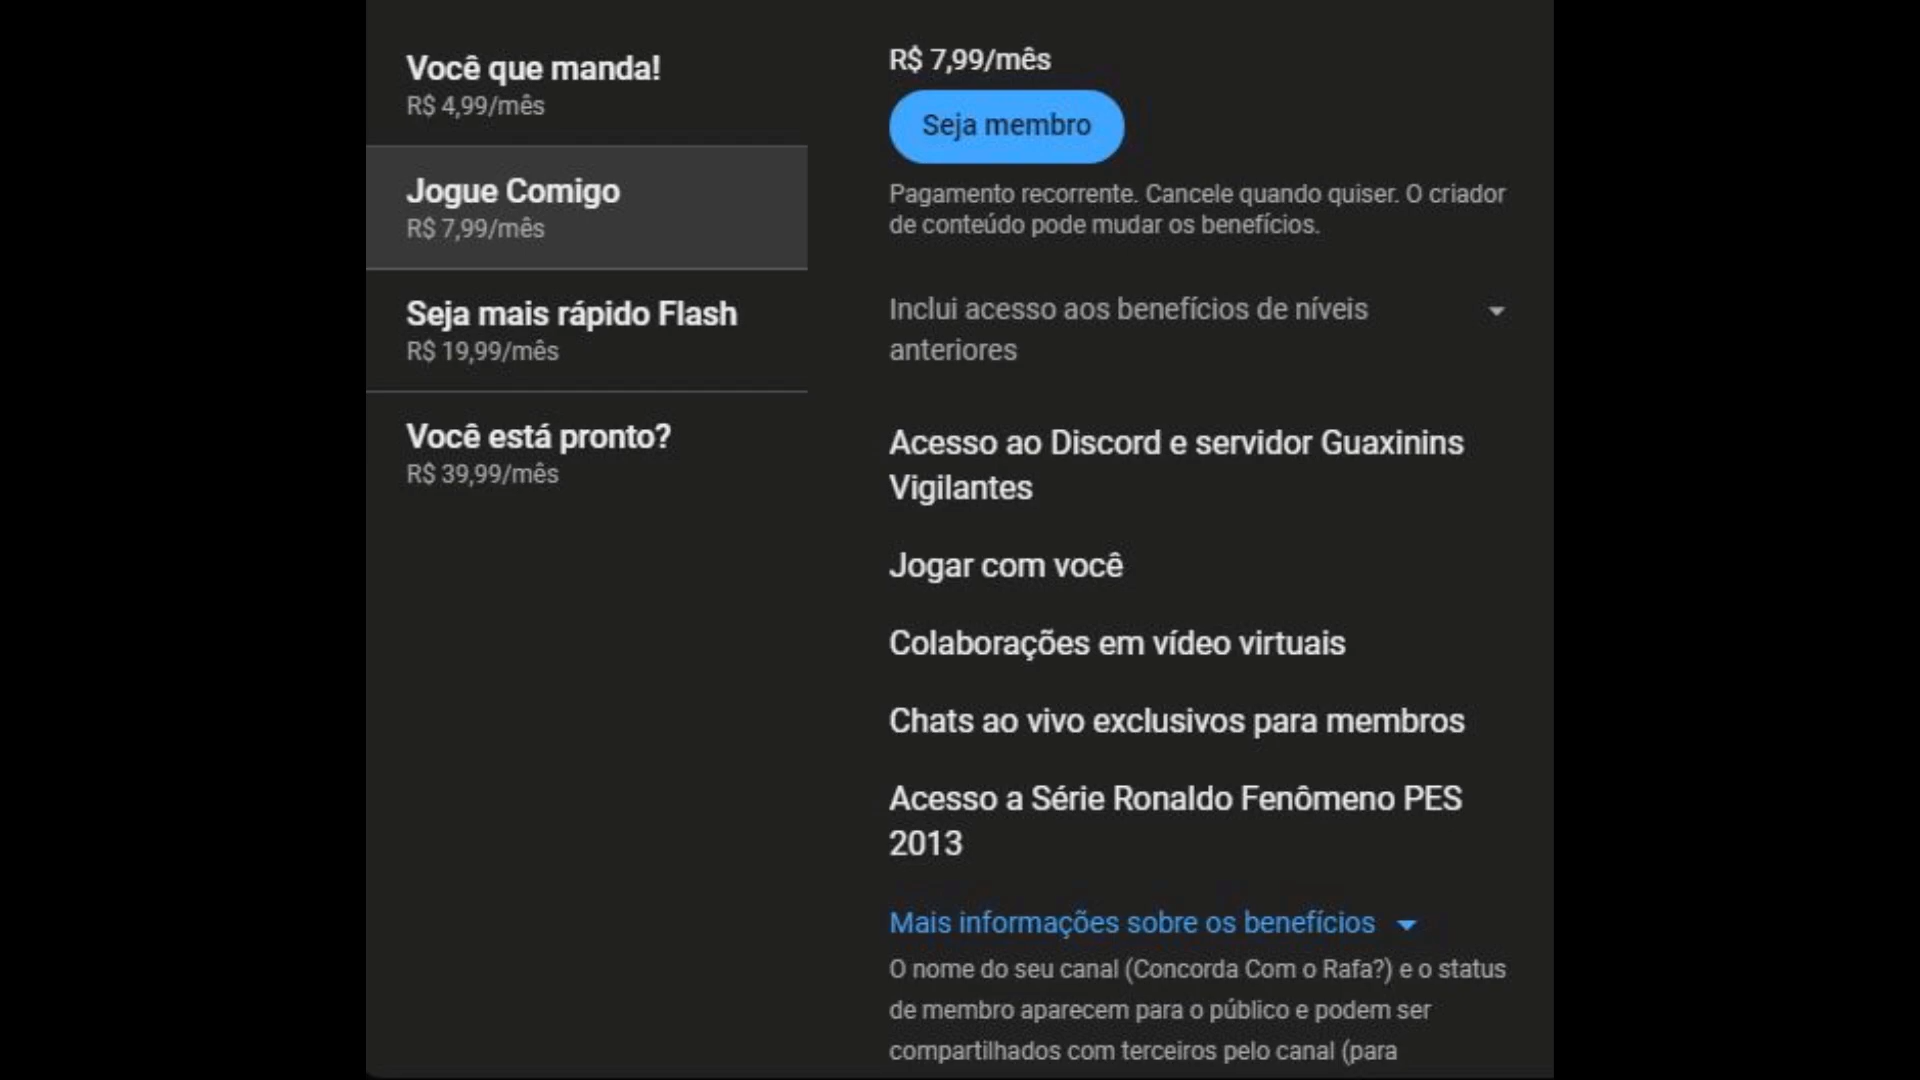 Você que manda!
R$ 4,99/mês
Jogue Comigo
R$ 7,99/mês
Seja mais rápido Flash
R$ 19,99/mês
Você está pronto?
R$ 39,99/mês
R$ 7,99/mês
Seja membro
Pagamento recorrente. Cancele quando quiser. O criador
de conteúdo pode mudar os benefícios.
Inclui acesso aos benefícios de níveis
anteriores
Acesso ao Discord e servidor Guaxinins
Vigilantes
Jogar com você
Colaborações em vídeo virtuais
Chats ao vivo exclusivos para membros
Acesso a Série Ronaldo Fenômeno PES
2013
Mais informações sobre os benefícios
O nome do seu canal (Concorda Com o Rafa?) e o status
de membro aparecem para o público e podem ser
compartilhados com terceiros pelo canal (para